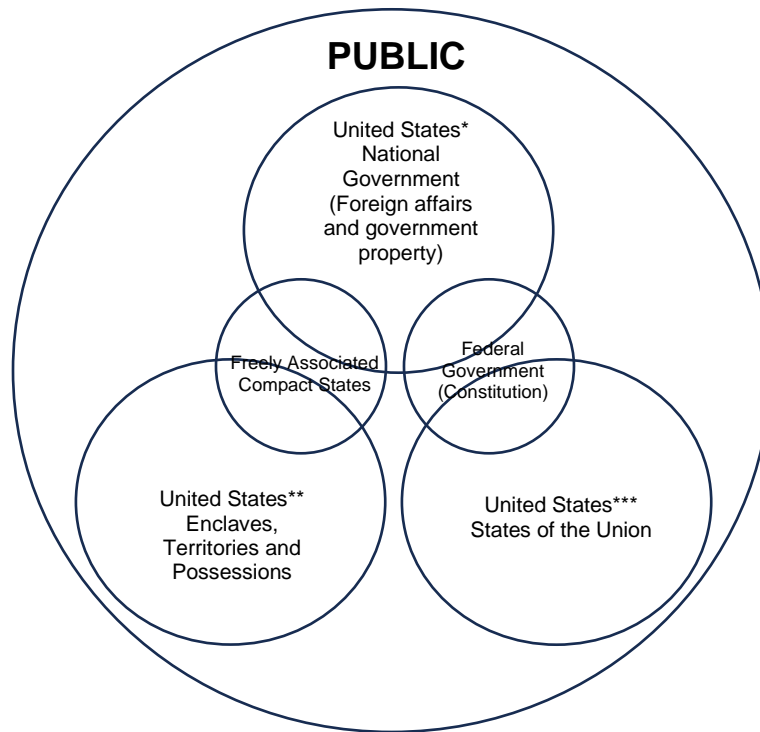 PUBLIC
United States*
National
Government
(Foreign affairs
and government
property)
Freely Associated
Compact States
Federal
Government
(Constitution)
United States**
Enclaves,
Territories and
Possessions
United States***
States of the Union